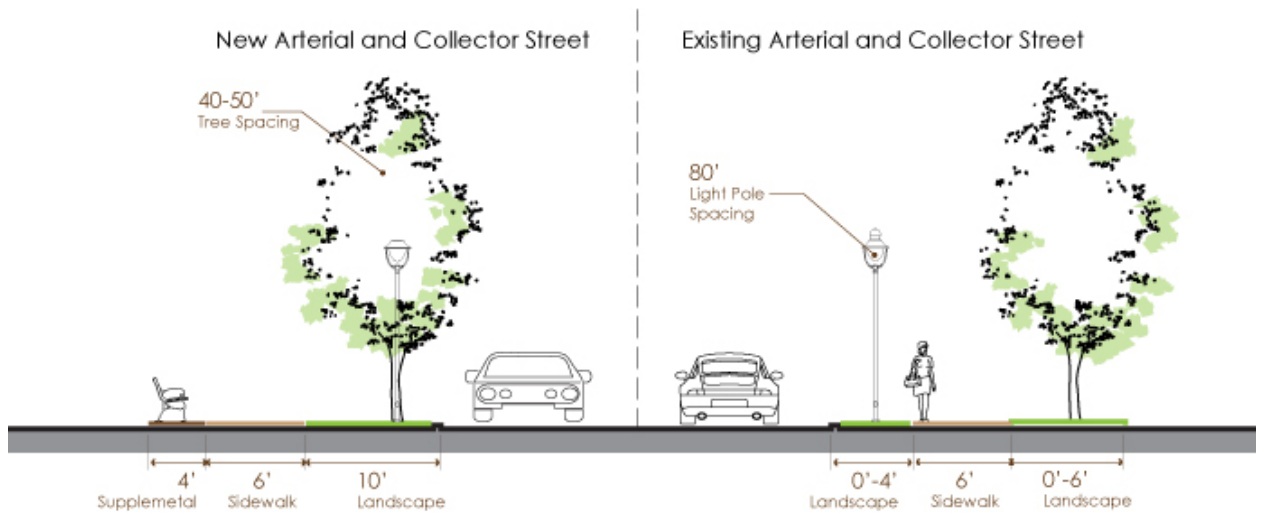 New Arterial and Collector Street
Existing Arterial and Collector Street
40-50'
Tree Spacing
80'
Light Pole
Spacing
4'
Supplemetal
6'
Sidewalk
10'
Landscape
0'-4'
Landscape
6'
Sidewalk
0'-6'
Landscape